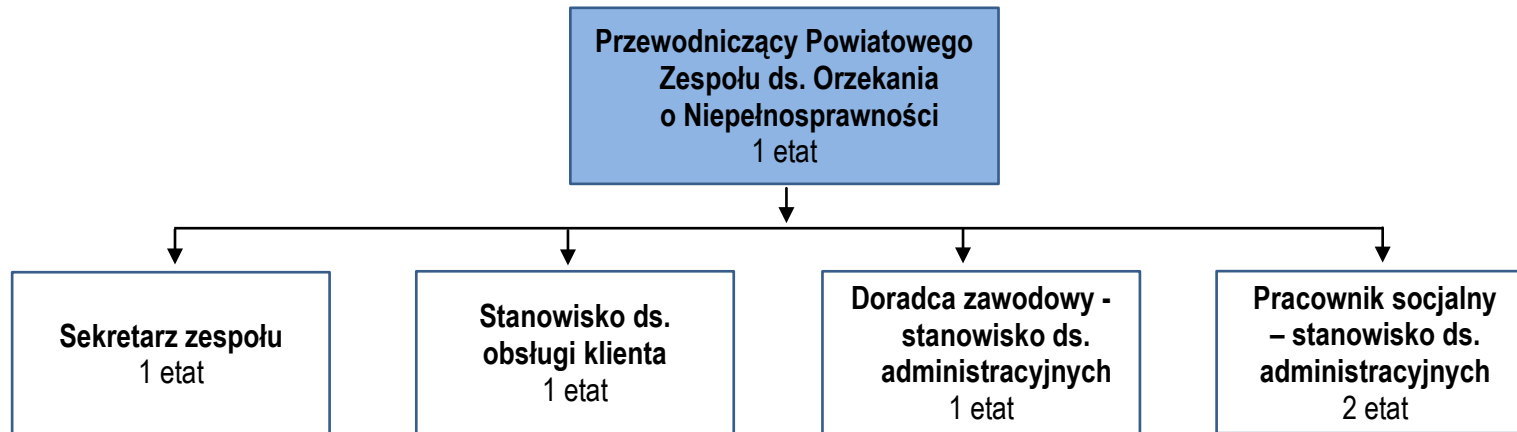 Przewodniczący Powiatowego
Zespołu ds. Orzekania
o Niepełnosprawności
1 etat
Sekretarz zespołu
1 etat
Stanowisko ds.
obsługi klienta
1 etat
Doradca zawodowy -
stanowisko ds.
administracyjnych
1 etat
Pracownik socjalny
– stanowisko ds.
administracyjnych
2 etat